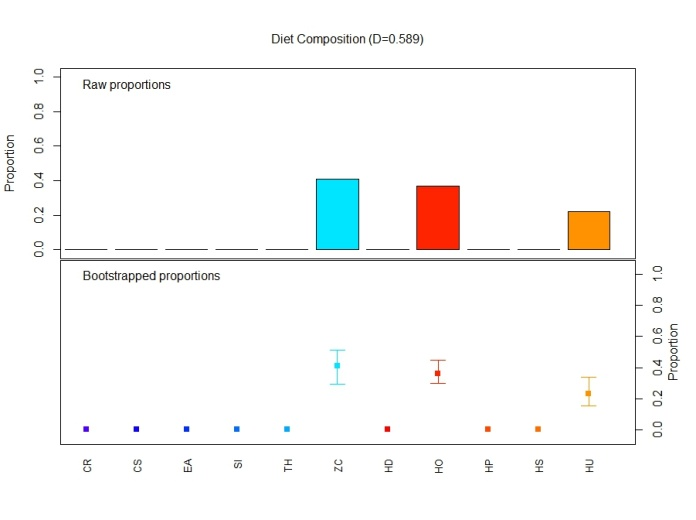 Diet Composition (D=0.589)
Raw proportions
Proportion
1.0
0.8
0.6
0.4
0.2
0.0
Bootstrapped proportions
1.0
0.8
0.6
0.4
0.2
0.0
Proportion
CR CS EA SI TH ZC HD HO HP HS HU